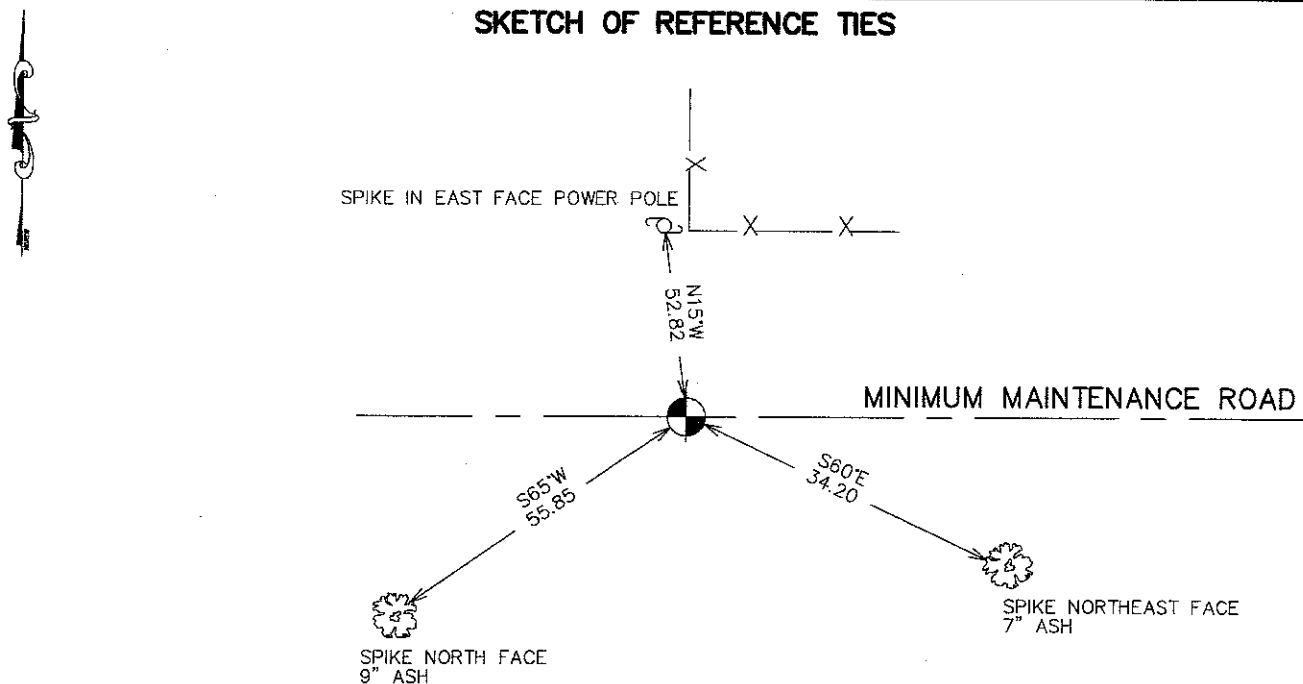 SKETCH OF REFERENCE TIES
SPIKE IN EAST FACE POWER POLE
N15°W
52.82
MINIMUM MAINTENANCE ROAD
S65°W
55.85
S60°E
34.20
SPIKE NORTHEAST FACE
7" ASH
SPIKE NORTH FACE
9" ASH